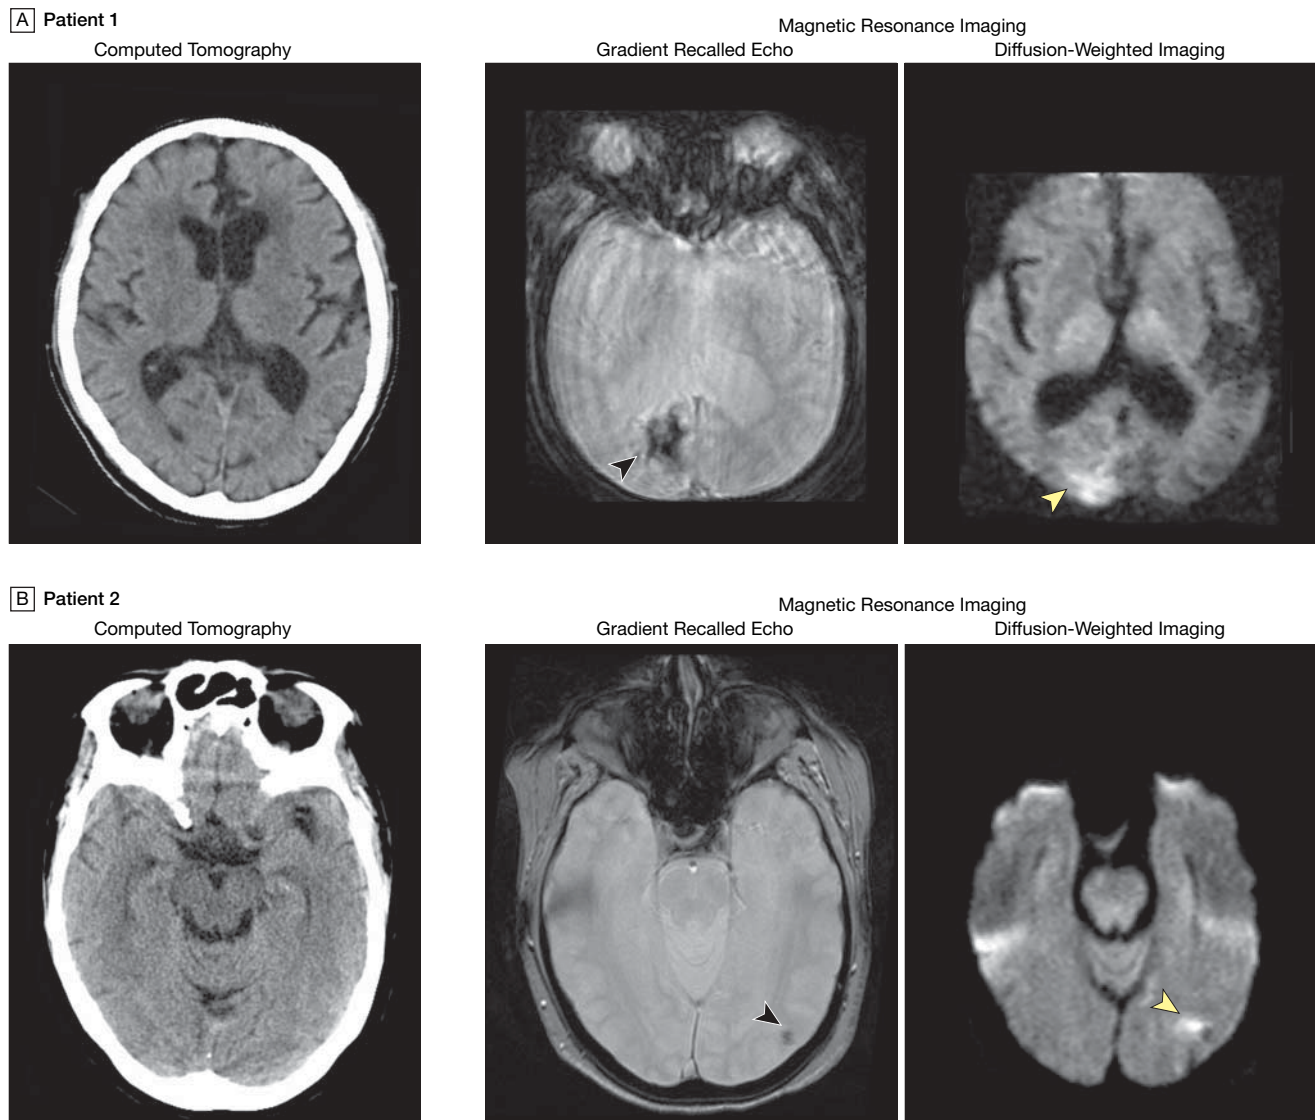 A Patient 1
Computed Tomography
Magnetic Resonance Imaging
Gradient Recalled Echo
Diffusion-Weighted Imaging
B Patient 2
Computed Tomography
Magnetic Resonance Imaging
Gradient Recalled Echo
Diffusion-Weighted Imaging